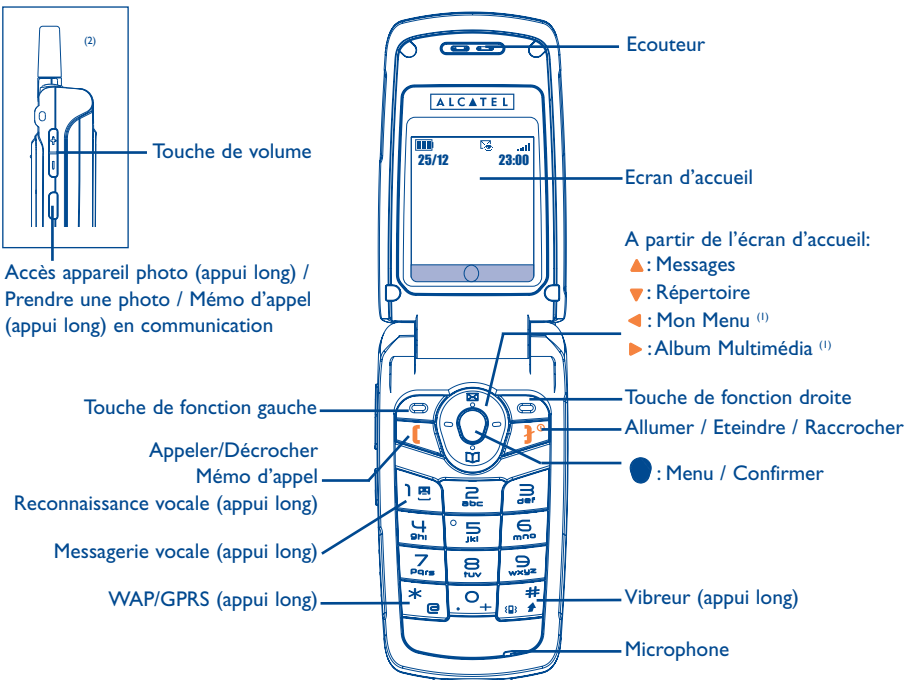 (2)
Touche de volume
Accès appareil photo (appui long) /
Prendre une photo / Mémo d'appel
(appui long) en communication
Ecouteur
ALCATEL
25/12 23:00
Ecran d'accueil
A partir de l'écran d'accueil:
▲: Messages
▼: Répertoire
◄ : Mon Menu (1)
► : Album Multimédia (1)
Touche de fonction gauche
Touche de fonction droite
Appeler/Décrocher
Mémo d'appel
Reconnaissance vocale (appui long)
Allumer / Eteindre / Raccrocher
: Menu / Confirmer
Messagerie vocale (appui long)
WAP/GPRS (appui long)
1 2 abc 3 def
4 ghi 5 jkl 6 mno
7 pqrs 8 tuv 9 wxyz
* @ . 0 + #
Vibreur (appui long)
Microphone